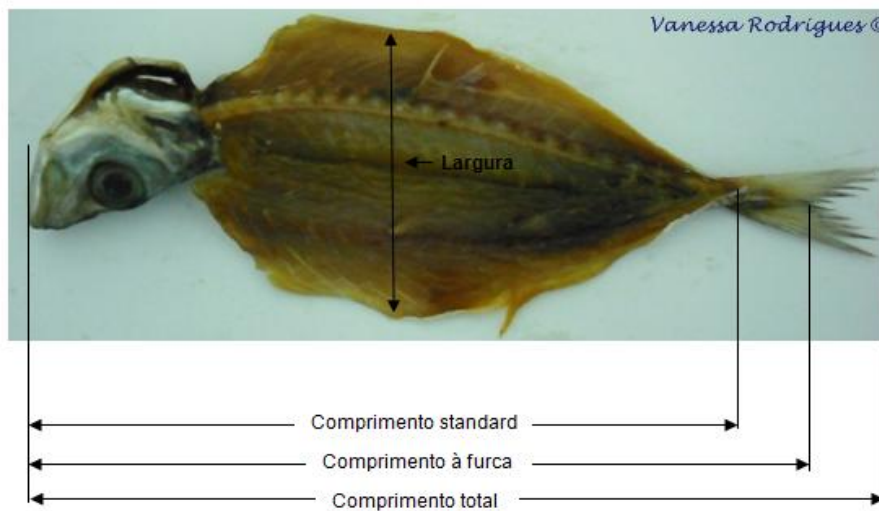 Vanessa Rodrigues ©
Largura
Comprimento standard
Comprimento à furca
Comprimento total